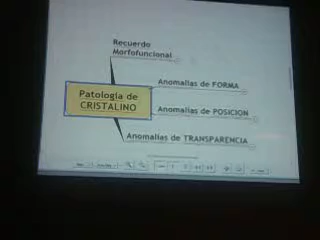 Recuerdo
Morfofuncional
Anomalías de FORMA
Patología de
CRISTALINO
Anomalías de POSICION
Anomalías de TRANSPARENCIA